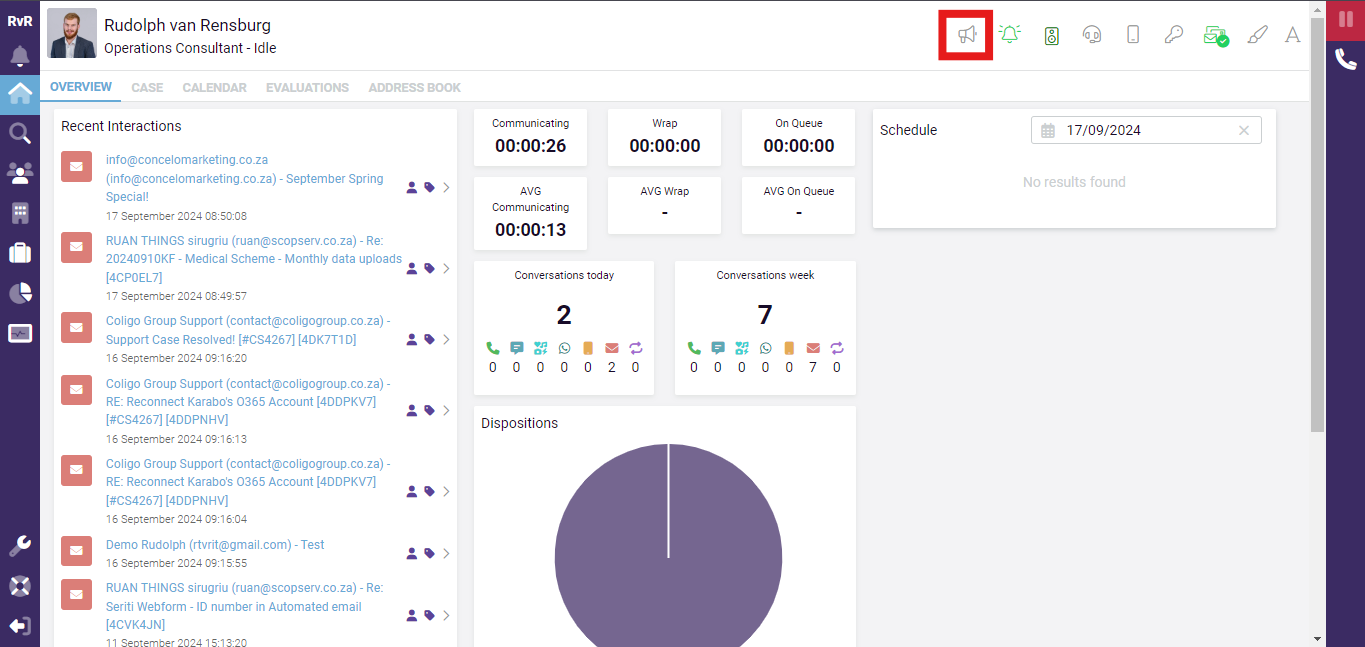 RvR
Rudolph van Rensburg
Operations Consultant - Idle
A
OVERVIEW
CASE
CALENDAR
EVALUATIONS
ADDRESS BOOK
Recent Interactions
info@concelomarketing.co.za
(info@concelomarketing.co.za) - September Spring
Special!
17 September 2024 08:50:08
RUAN THINGS sirugriu (ruan@scopserv.co.za) - Re:
20240910KF - Medical Scheme - Monthly data uploads
[4CP0EL7]
17 September 2024 08:49:57
Coligo Group Support (contact@coligogroup.co.za) -
Support Case Resolved! [#CS4267] [4DK7T1D]
16 September 2024 09:16:20
Coligo Group Support (contact@coligogroup.co.za) -
RE: Reconnect Karabo's O365 Account [4DDPKV7]
[#CS4267] [4DDPNHV]
16 September 2024 09:16:13
Coligo Group Support (contact@coligogroup.co.za) -
RE: Reconnect Karabo's O365 Account [4DDPKV7]
[#CS4267] [4DDPNHV]
16 September 2024 09:16:04
Demo Rudolph (rtvrit@gmail.com) - Test
16 September 2024 09:15:55
RUAN THINGS sirugriu (ruan@scopserv.co.za) - Re:
Seriti Webform - ID number in Automated email
[4CVK4JN]
11 September 2024 15:13:20
Communicating
00:00:26
Wrap
00:00:00
On Queue
00:00:00
AVG
Communicating
00:00:13
AVG Wrap
-
AVG On Queue
-
Conversations today
2
0 0 0 0 0 2 0
Conversations week
7
0 0 0 0 0 7 0
Dispositions
Schedule
17/09/2024
No results found